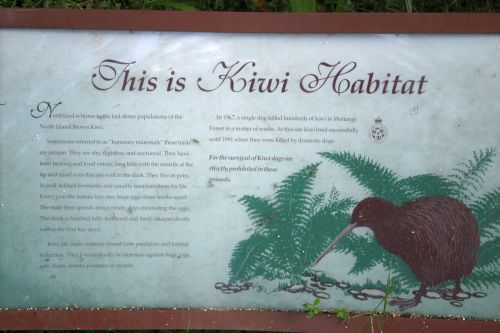 This is Kiwi Habitat
Northland is home to the last dense populations of the
North Island Brown Kiwi.
Sometimes referred to as "honorary mammals" these birds
are unique. They are shy, flightless and nocturnal. They have
keen hearing and loud voices, long bills with the nostrils at the
tip and small eyes that see well in the dark. They live as pairs,
in well defined territories and usually maintain them for life.
Every year the female lays two huge eggs three weeks apart.
The male then spends about ninety days incubating the eggs.
The chick is hatched fully feathered and feeds independently
within the first few days.
Kiwi are under threat from predation and habitat
reduction. They have no defences against dogs, pigs,
cats, stoats, ferrets, possums or people.
In 1987, a single dog killed hundreds of kiwi in Waitangi
Forest in a matter of weeks. At this site kiwi bred successfully
until 1991 when they were killed by domestic dogs.
For the survival of Kiwi dogs are
strictly prohibited in these
grounds.